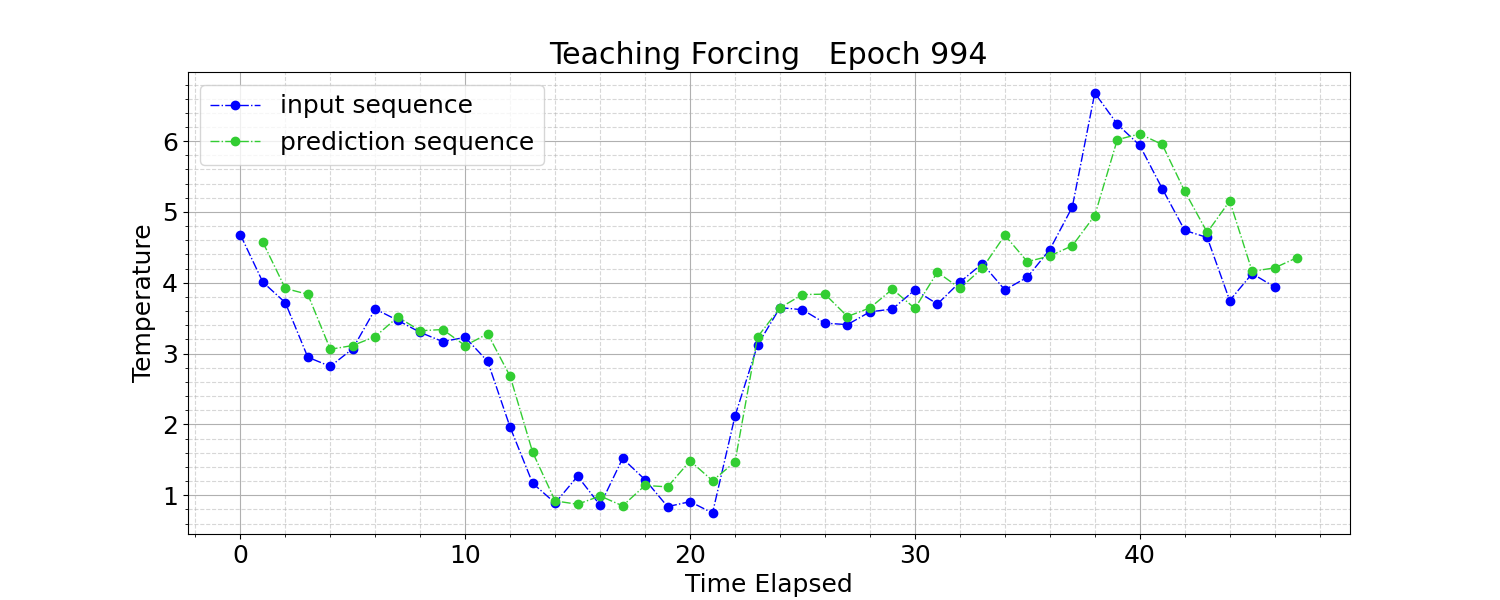 Teaching Forcing   Epoch 994
input sequence
prediction sequence
Temperature
6
5
4
3
2
1
0 10 20 30 40
Time Elapsed